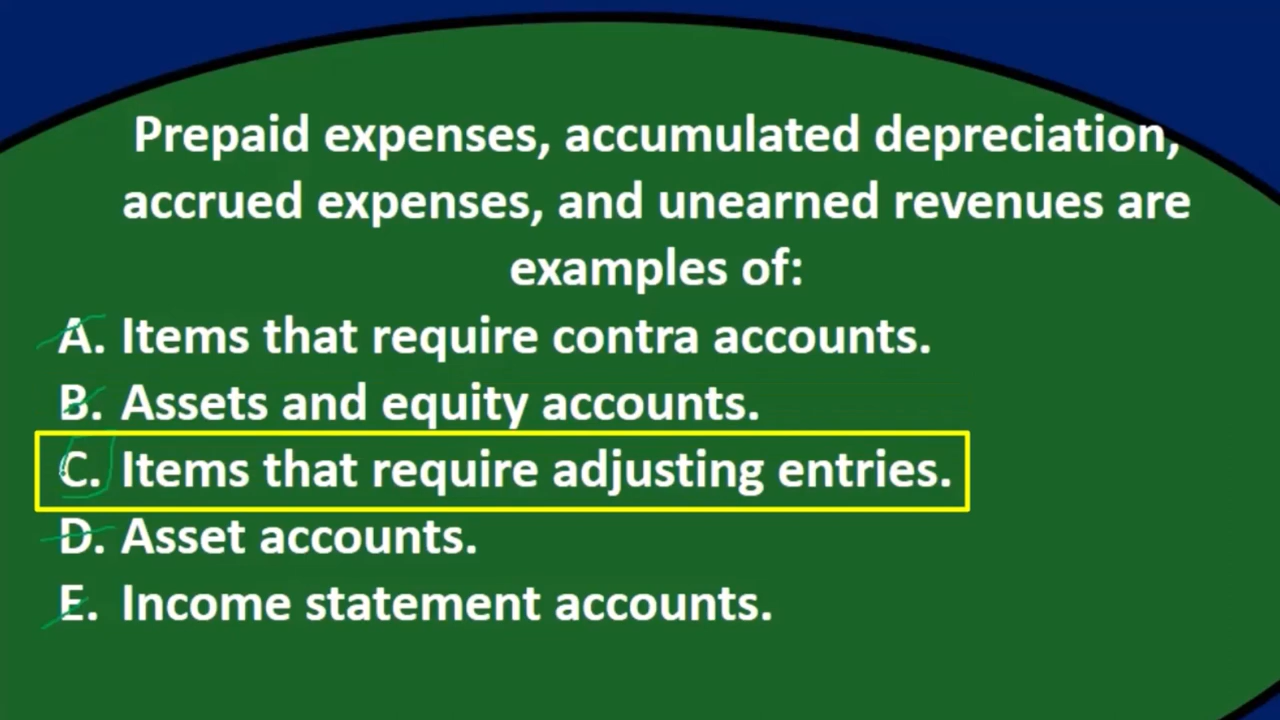 Prepaid expenses, accumulated depreciation,
accrued expenses, and unearned revenues are
examples of:
A. Items that require contra accounts.
B. Assets and equity accounts.
C. Items that require adjusting entries.
D. Asset accounts.
E. Income statement accounts.